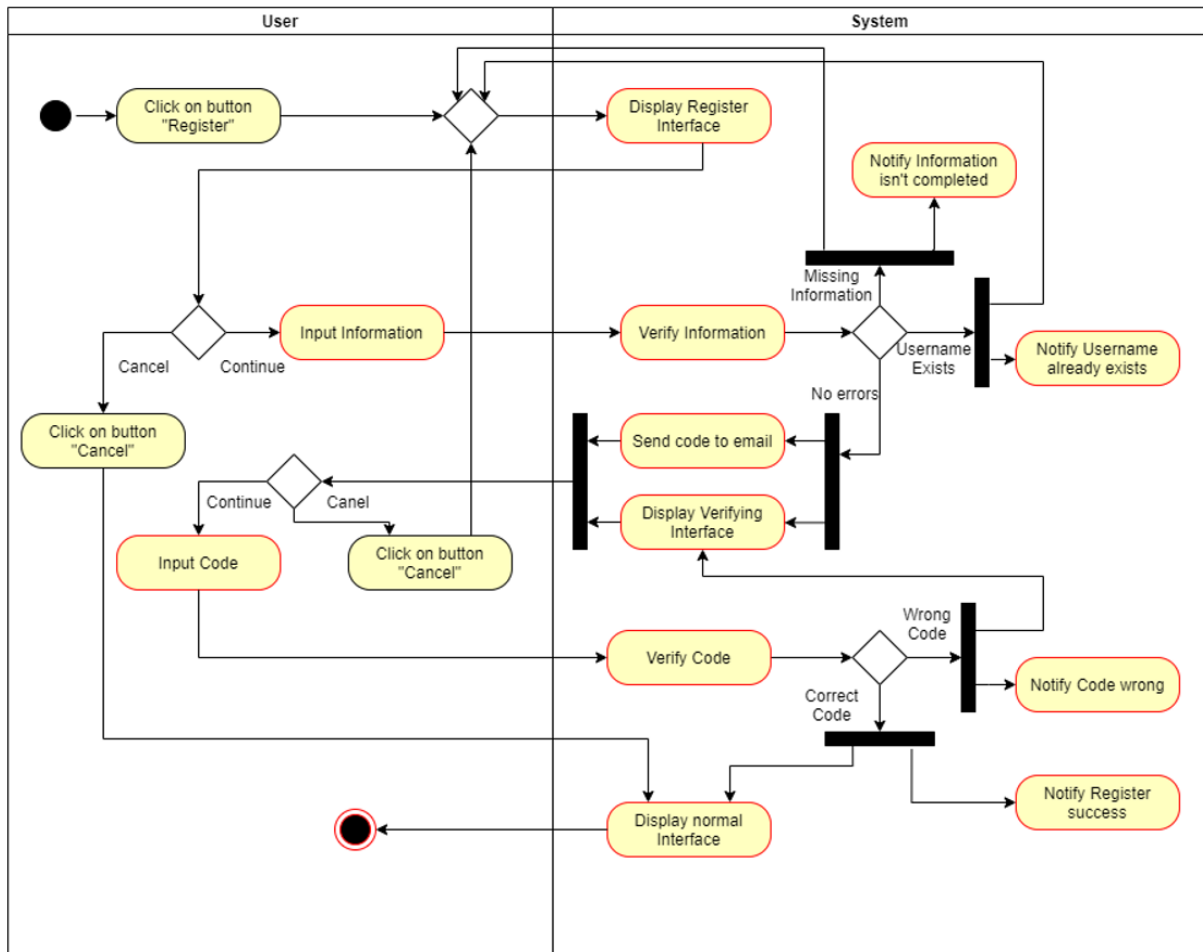 User
System
Click on button
"Register"
Display Register
Interface
Notify Information
isn't completed
Missing
Information
Input Information
Verify Information
Username
Exists
Notify Username
already exists
Cancel
Continue
No errors
Click on button
"Cancel"
Send code to email
Continue
Canel
Display Verifying
Interface
Input Code
Click on button
"Cancel"
Wrong
Code
Verify Code
Notify Code wrong
Correct
Code
Notify Register
success
Display normal
Interface